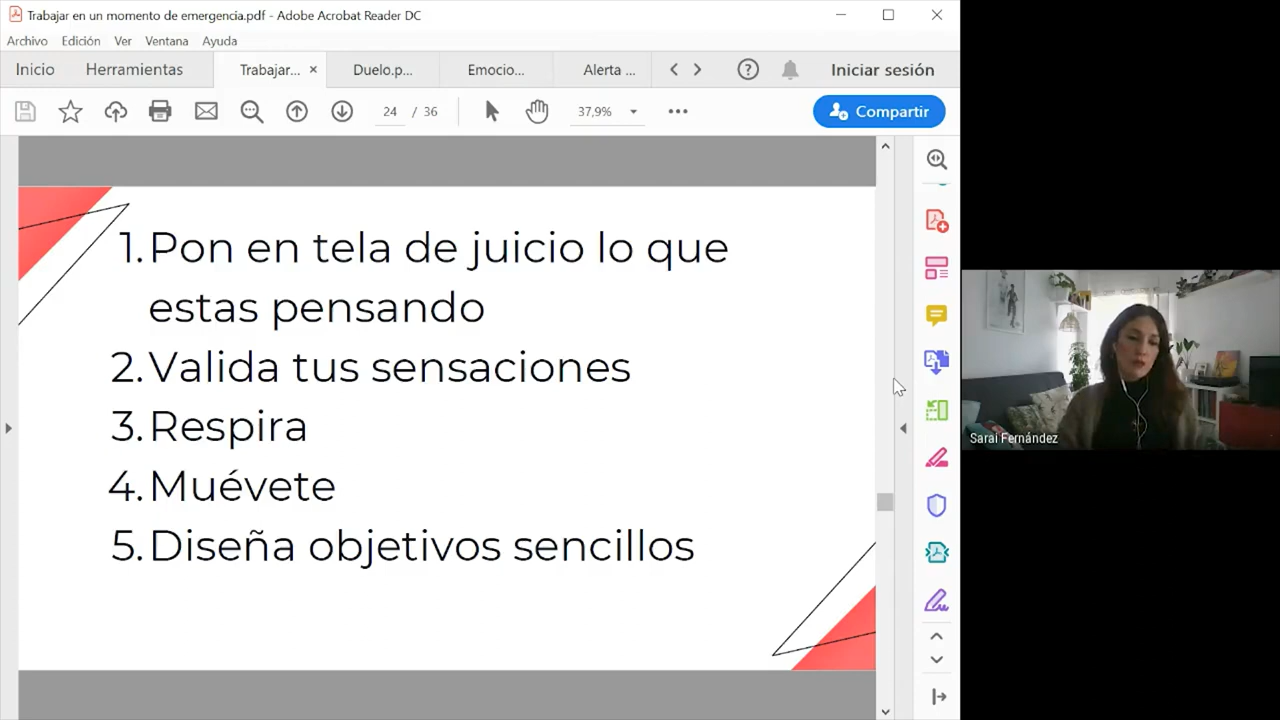 Trabajar en un momento de emergencia.pdf - Adobe Acrobat Reader DC
Archivo Edición Ver Ventana Ayuda
Inicio Herramientas Trabajar... × Duelo.p... Emocio... Alerta ... Iniciar sesión
24 / 36 37,9% Compartir
1. Pon en tela de juicio lo que
estas pensando
2. Valida tus sensaciones
3. Respira
4. Muévete
5. Diseña objetivos sencillos
Sarai Fernández